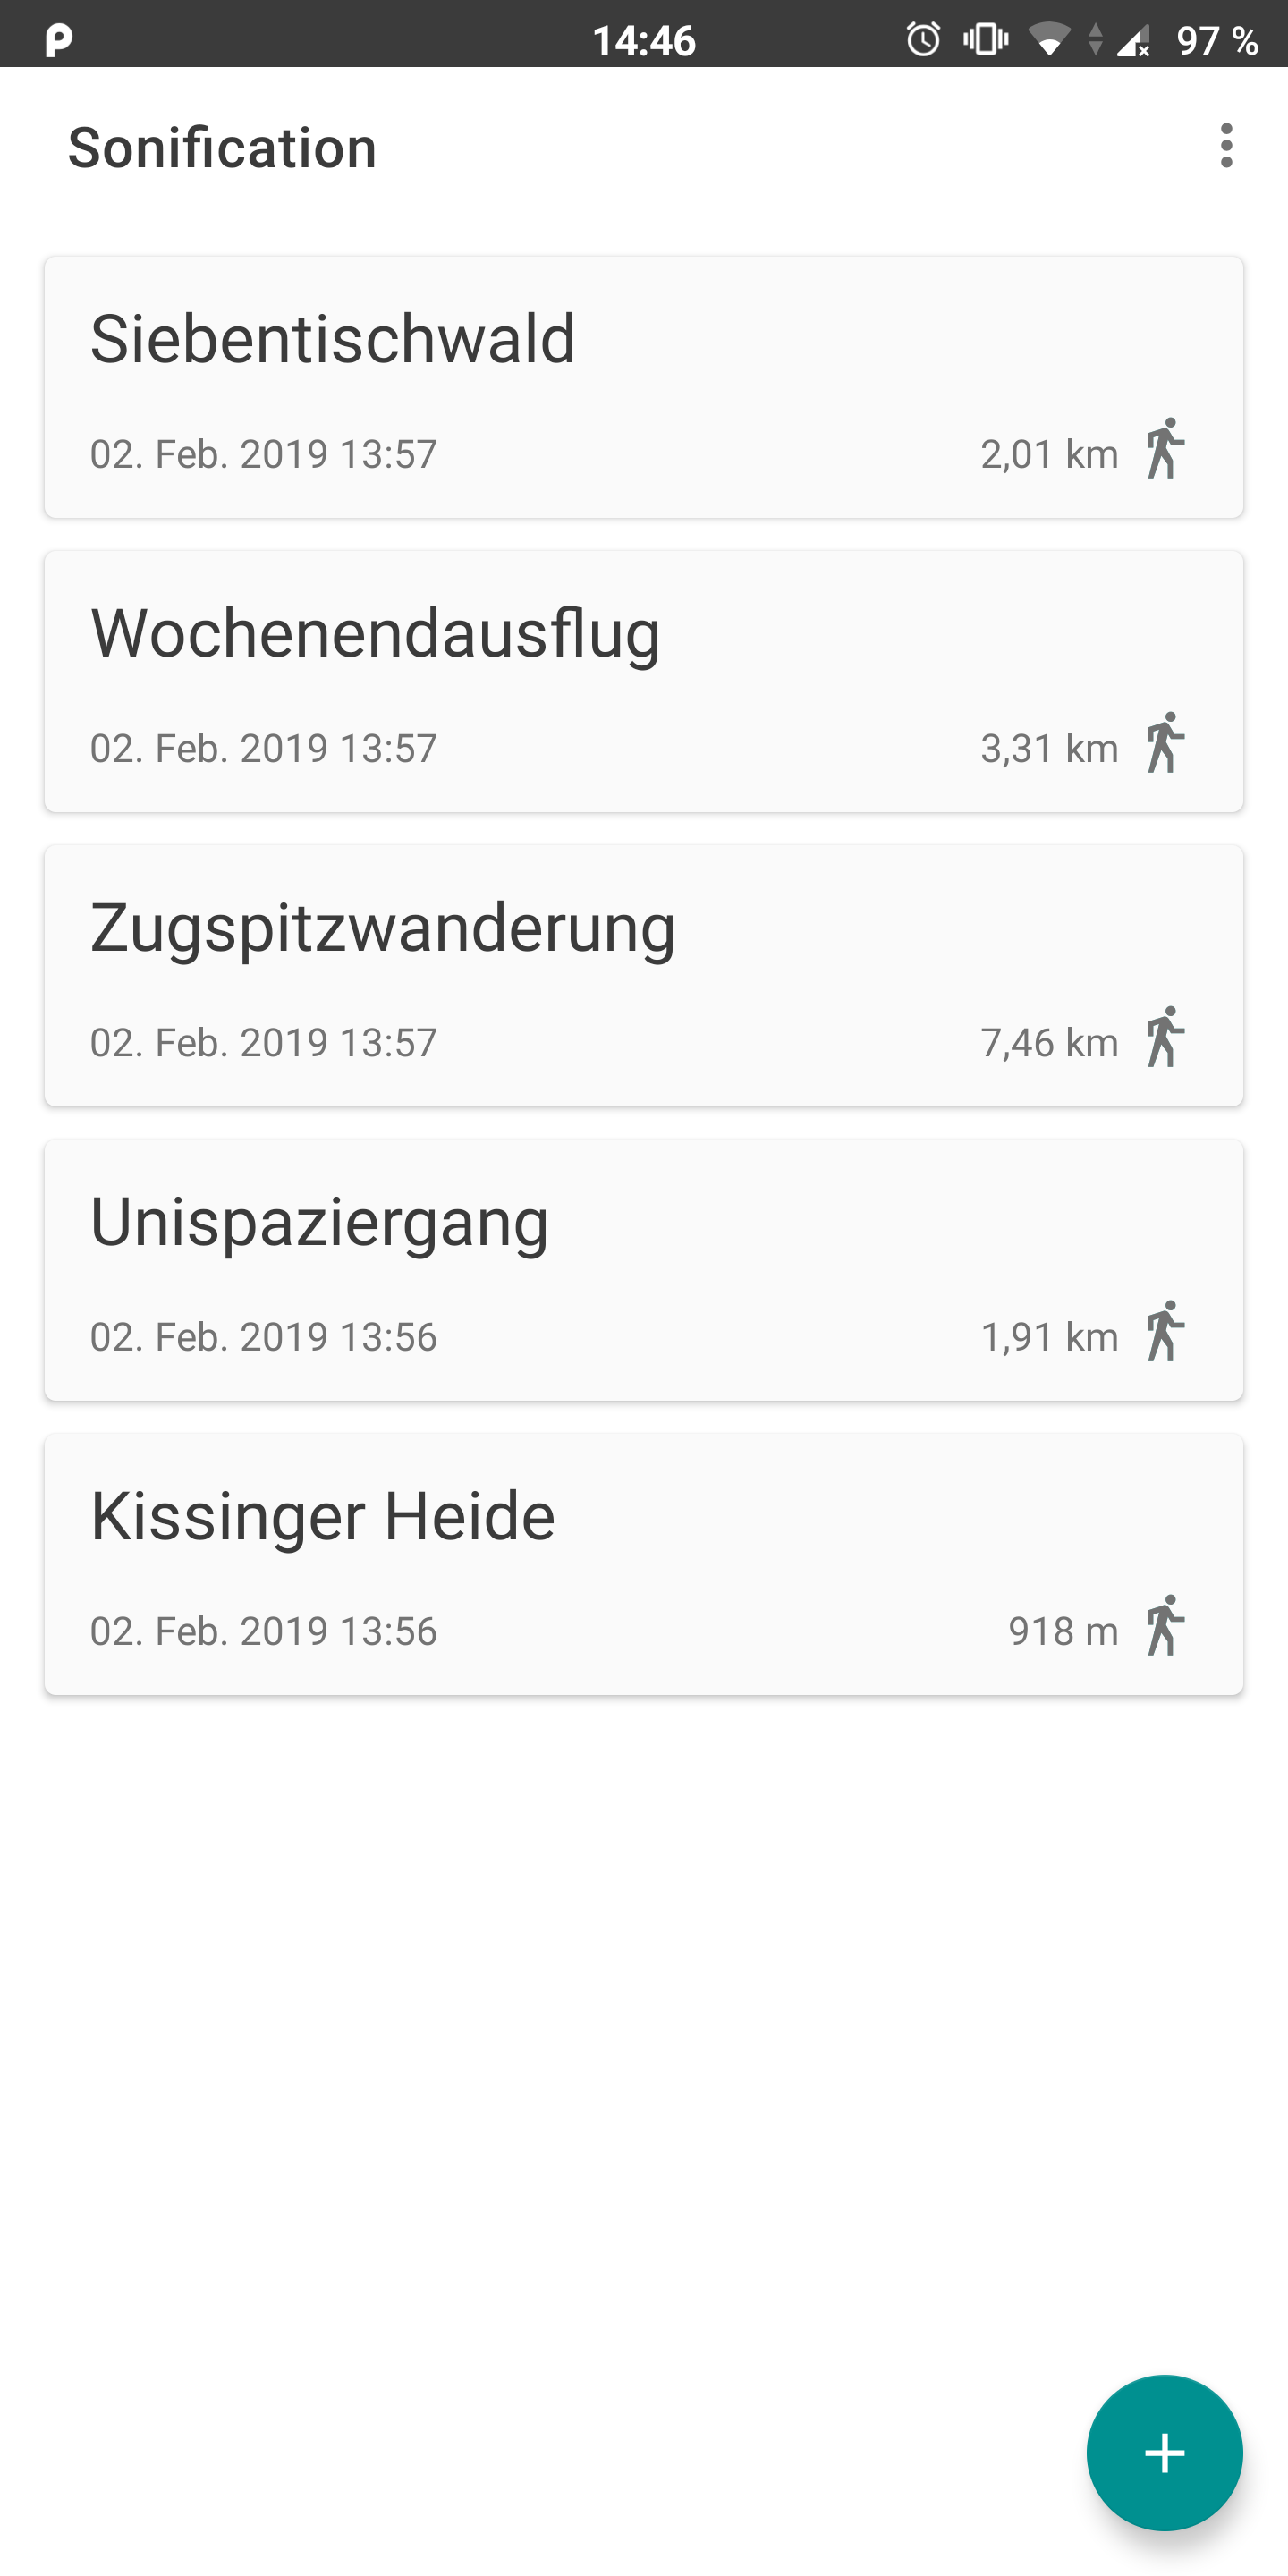 14:46
97 %
Sonification
Siebentischwald
02. Feb. 2019 13:57
2,01 km
Wochenendausflug
02. Feb. 2019 13:57
3,31 km
Zugspitzwanderung
02. Feb. 2019 13:57
7,46 km
Unispaziergang
02. Feb. 2019 13:56
1,91 km
Kissinger Heide
02. Feb. 2019 13:56
918 m